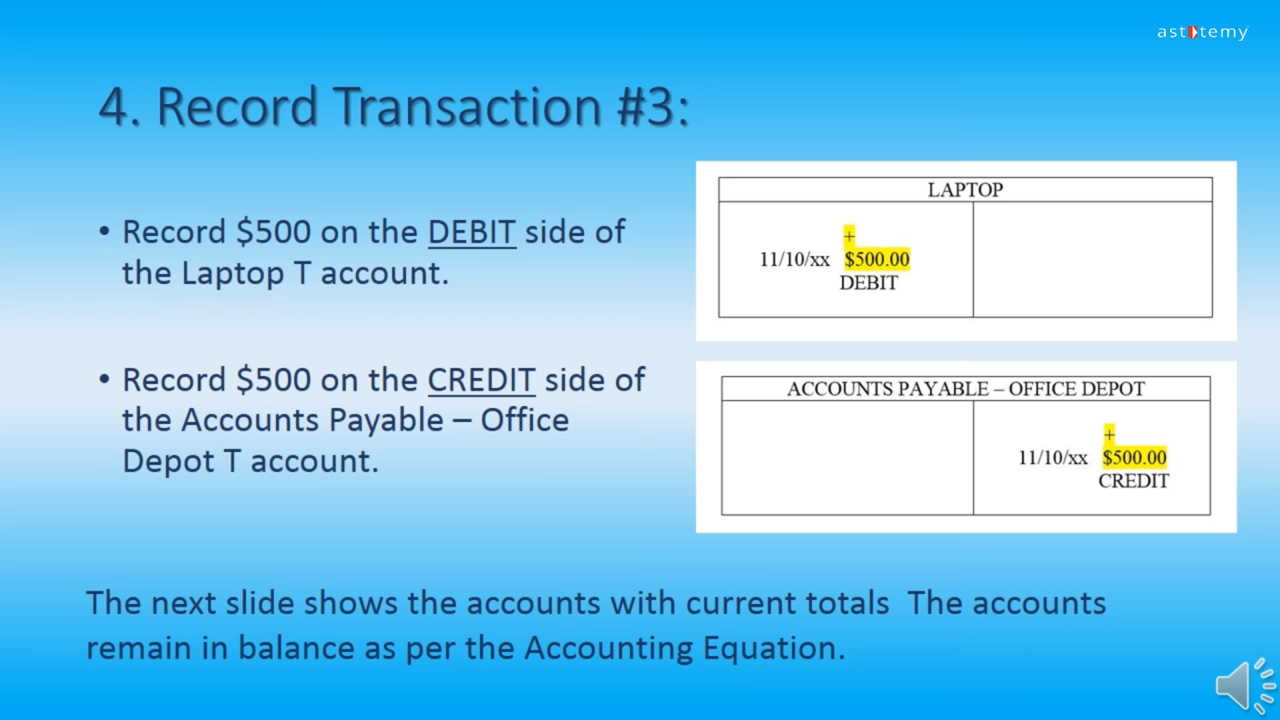 astotemy
4. Record Transaction #3:
• Record $500 on the DEBIT side of
the Laptop T account.
• Record $500 on the CREDIT side of
the Accounts Payable – Office
Depot T account.
LAPTOP
+
11/10/xx $500.00
DEBIT
ACCOUNTS PAYABLE – OFFICE DEPOT
+
11/10/xx $500.00
CREDIT
The next slide shows the accounts with current totals  The accounts
remain in balance as per the Accounting Equation.